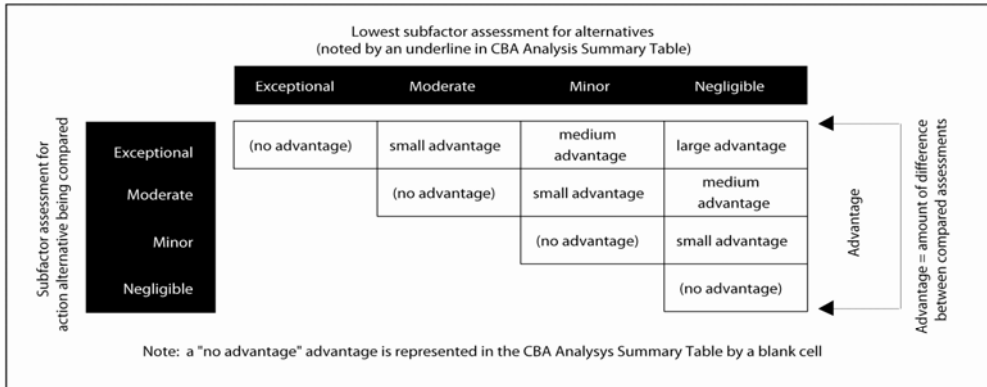 Lowest subfactor assessment for alternatives
(noted by an underline in CBA Analysis Summary Table)
Exceptional Moderate Minor Negligible
Subfactor assessment for
action alternative being compared
Exceptional (no advantage) small advantage medium advantage large advantage
Moderate (no advantage) small advantage medium advantage
Minor (no advantage) small advantage
Negligible (no advantage)
Advantage
Advantage = amount of difference
between compared assessments
Note: a "no advantage" advantage is represented in the CBA Analysys Summary Table by a blank cell